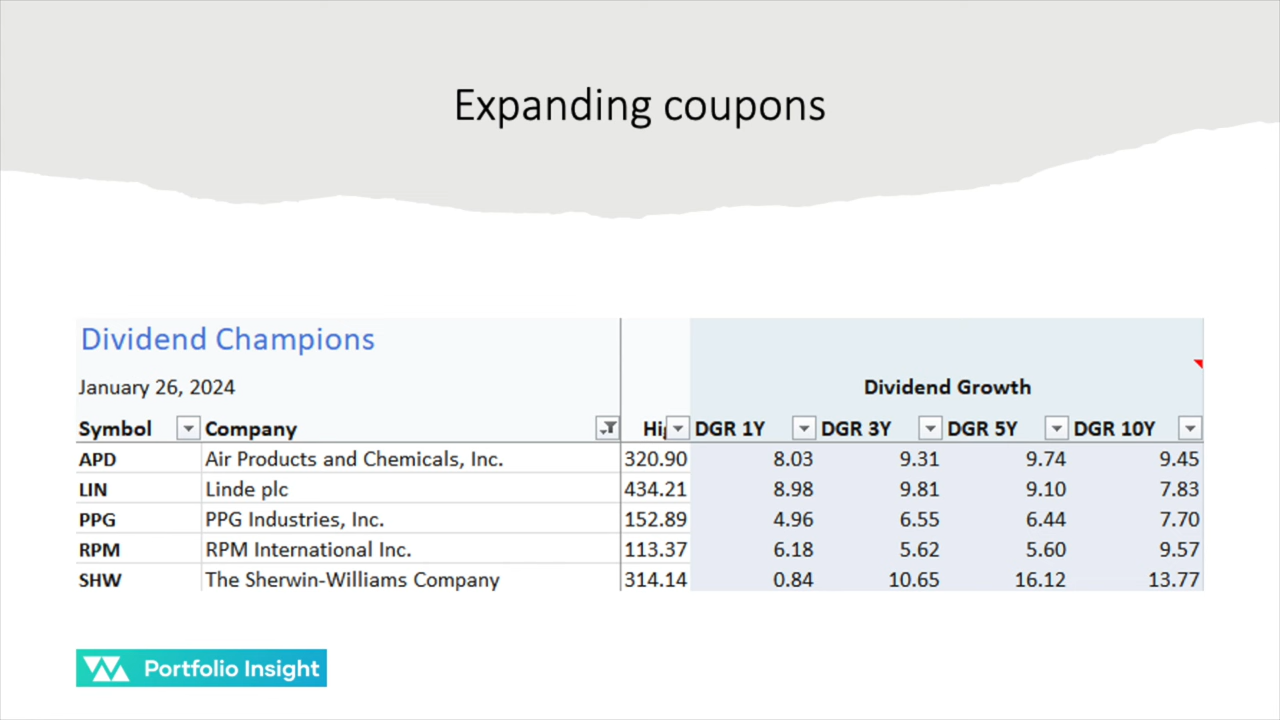 Expanding coupons
Dividend Champions
January 26, 2024
Dividend Growth
Symbol Company DGR 1Y DGR 3Y DGR 5Y DGR 10Y
APD Air Products and Chemicals, Inc. 320.90 8.03 9.31 9.74 9.45
LIN Linde plc 434.21 8.98 9.81 9.10 7.83
PPG PPG Industries, Inc. 152.89 4.96 6.55 6.44 7.70
RPM RPM International Inc. 113.37 6.18 5.62 5.60 9.57
SHW The Sherwin-Williams Company 314.14 0.84 10.65 16.12 13.77
Portfolio Insight